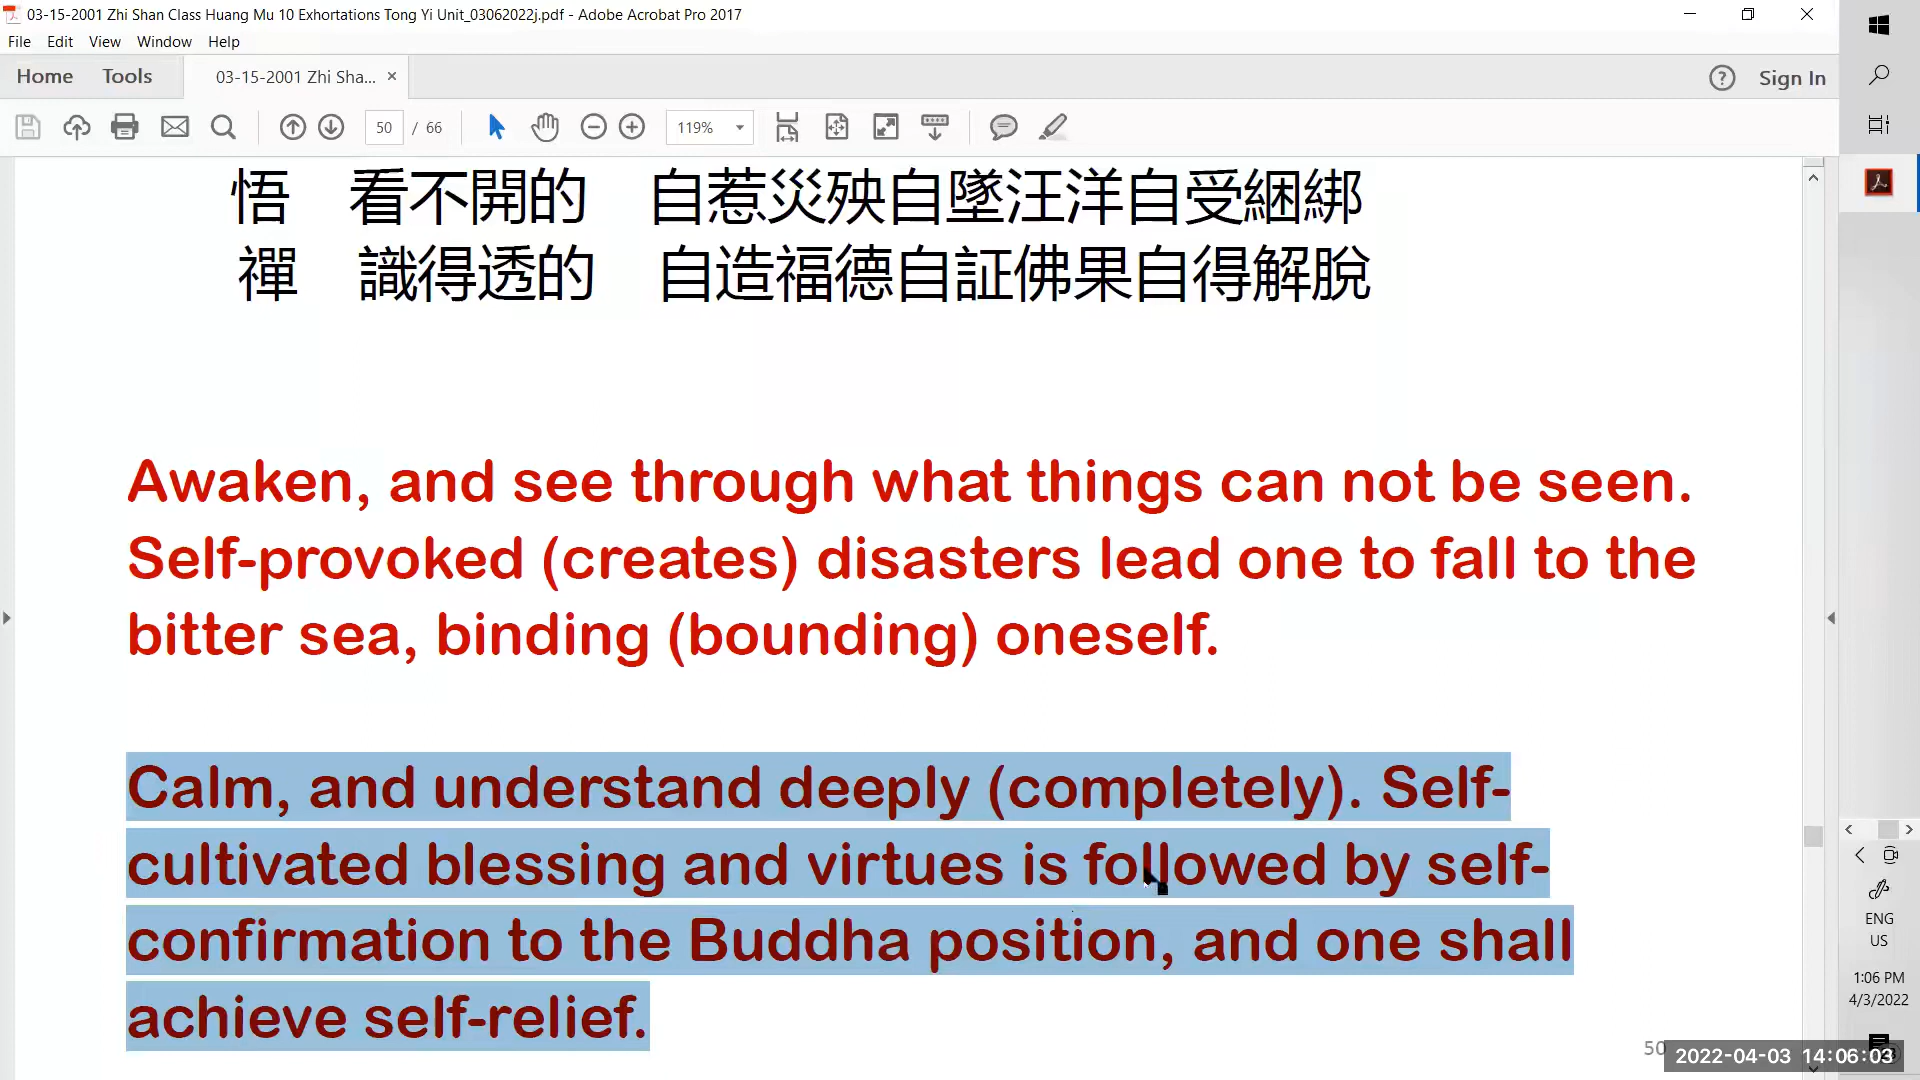 03-15-2001 Zhi Shan Class Huang Mu 10 Exhortations Tong Yi Unit_03062022j.pdf - Adobe Acrobat Pro 2017
File Edit View Window Help
Home Tools 03-15-2001 Zhi Sha... × Sign In
50 / 66 119%
悟 看不開的 自惹災殃自墜汪洋自受綑綁
禪 識得透的 自造福德自証佛果自得解脫
Awaken, and see through what things can not be seen.
Self-provoked (creates) disasters lead one to fall to the
bitter sea, binding (bounding) oneself.
Calm, and understand deeply (completely). Self-
cultivated blessing and virtues is followed by self-
confirmation to the Buddha position, and one shall
achieve self-relief.
50
ENG
US
1:06 PM
4/3/2022
2022-04-03 14:06:03